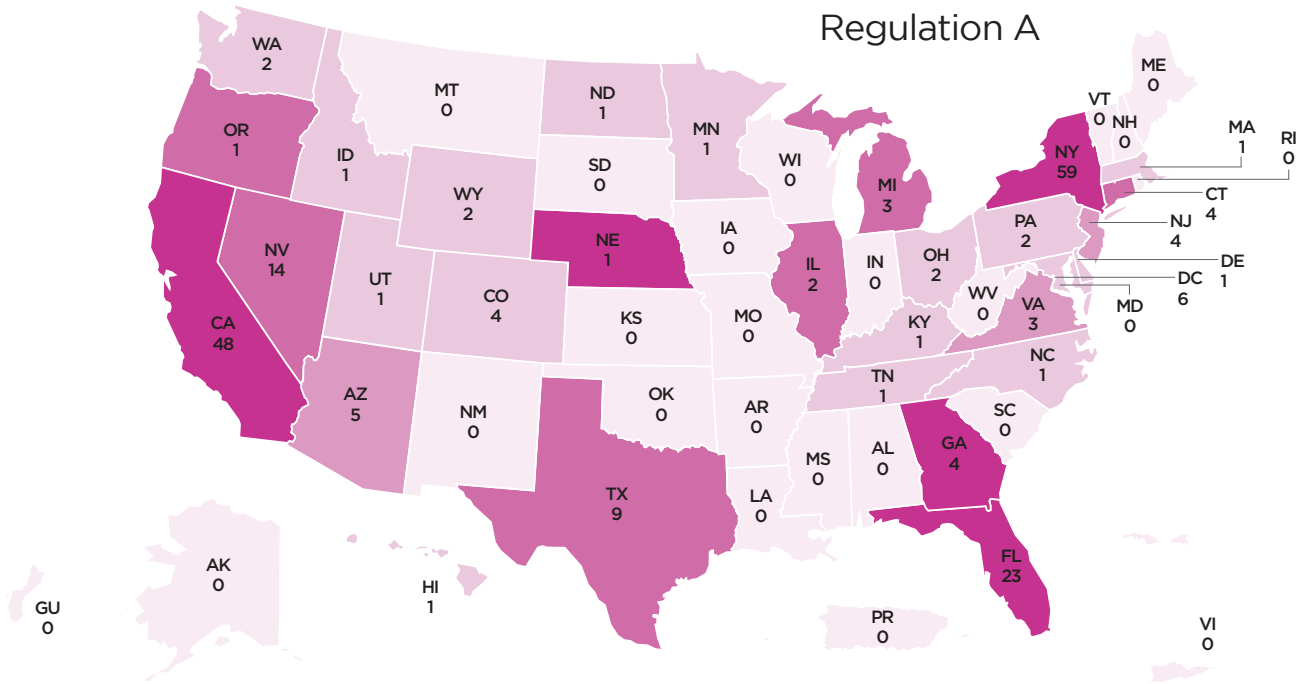 Regulation A
WA
2
MT
0
ND
1
MN
1
OR
1
ID
1
SD
0
WI
0
WY
2
MI
3
NY
59
VT
0
NH
0
ME
0
MA
1
RI
0
CT
4
NJ
4
PA
2
DE
1
DC
6
MD
0
NV
14
UT
1
CO
4
NE
1
IA
0
IL
2
IN
0
OH
2
WV
0
VA
3
KY
1
CA
48
KS
0
MO
0
NC
1
TN
1
AZ
5
NM
0
OK
0
AR
0
SC
0
MS
0
AL
0
GA
4
TX
9
LA
0
FL
23
AK
0
HI
1
GU
0
PR
0
VI
0